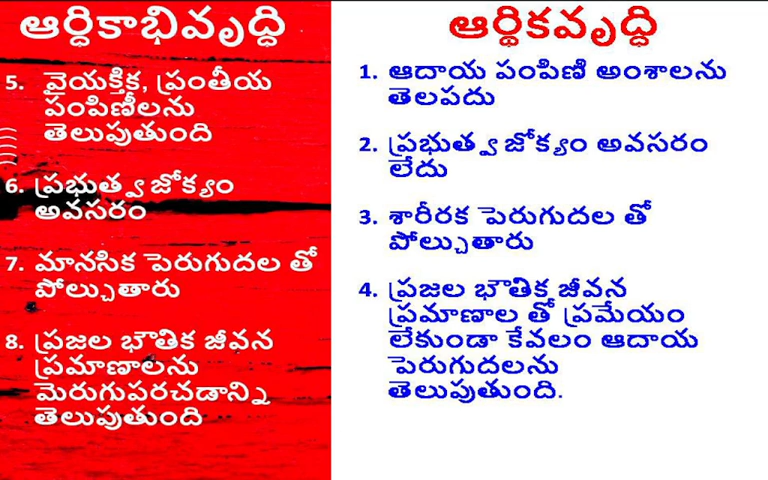 ఆర్ధికాభివృద్ధి
5. వైయక్తిక, ప్రంతీయ
పంపిణీలను
తెలుపుతుంది
6. ప్రభుత్వ జోక్యం
అవసరం
7. మానసిక పెరుగుదల తో
పోల్చుతారు
8. ప్రజల భౌతిక జీవన
ప్రమాణాలను
మెరుగుపరచడాన్ని
తెలుపుతుంది
ఆర్ధికవృద్ధి
1. ఆదాయ పంపిణి అంశాలను
తెలపదు
2. ప్రభుత్వ జోక్యం అవసరం
లేదు
3. శారీరక పెరుగుదల తో
పోల్చుతారు
4. ప్రజల భౌతిక జీవన
ప్రమాణాల తో ప్రమేయం
లేకుండా కేవలం ఆదాయ
పెరుగుదలను
తెలుపుతుంది.